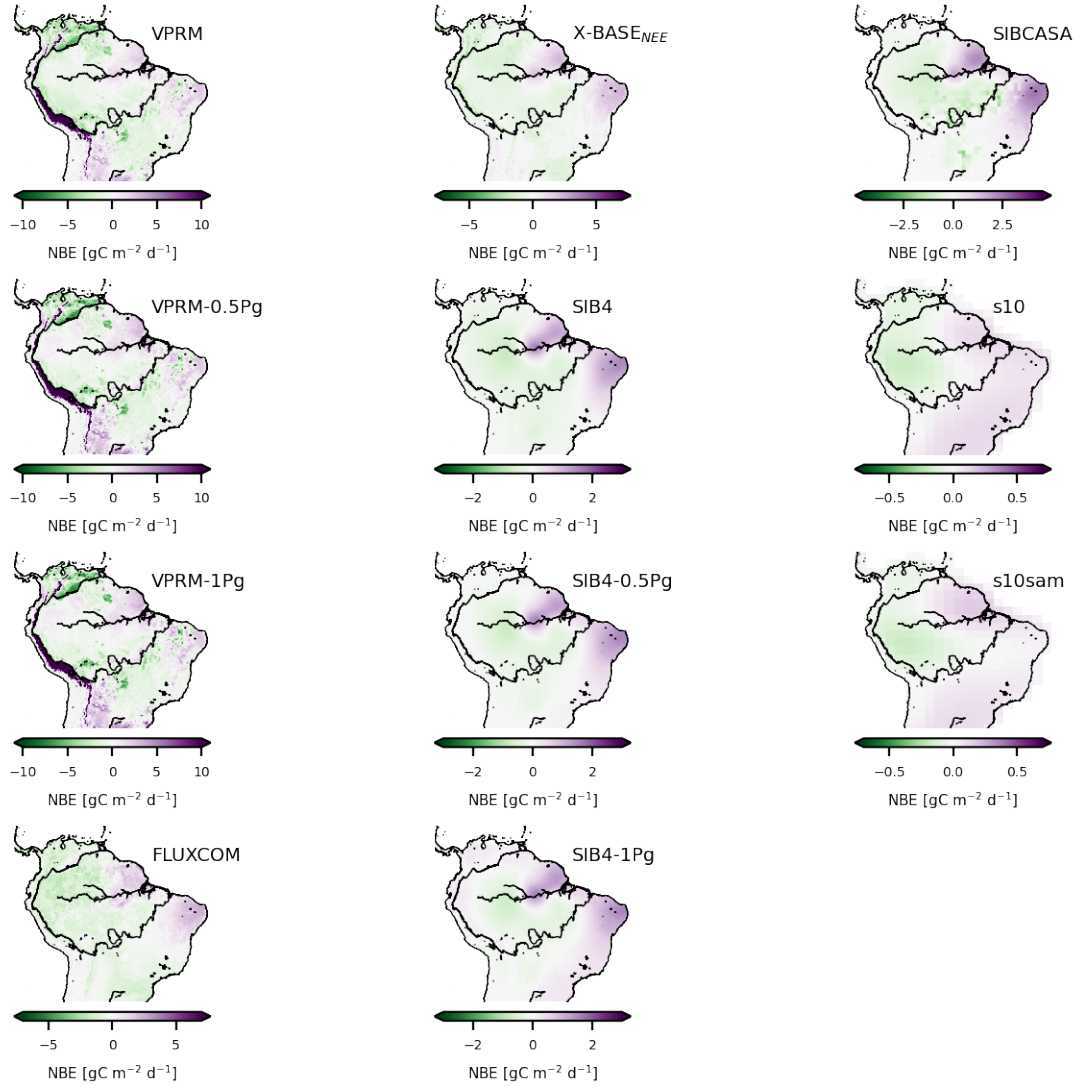 VPRM
X-BASE_NEE
SIBCASA
−10 −5 0 5 10
−5 0 5
−2.5 0.0 2.5
NBE [gC m⁻² d⁻¹]
NBE [gC m⁻² d⁻¹]
NBE [gC m⁻² d⁻¹]
VPRM-0.5Pg
SIB4
s10
−10 −5 0 5 10
−2 0 2
−0.5 0.0 0.5
NBE [gC m⁻² d⁻¹]
NBE [gC m⁻² d⁻¹]
NBE [gC m⁻² d⁻¹]
VPRM-1Pg
SIB4-0.5Pg
s10sam
−10 −5 0 5 10
−2 0 2
−0.5 0.0 0.5
NBE [gC m⁻² d⁻¹]
NBE [gC m⁻² d⁻¹]
NBE [gC m⁻² d⁻¹]
FLUXCOM
SIB4-1Pg
−5 0 5
−2 0 2
NBE [gC m⁻² d⁻¹]
NBE [gC m⁻² d⁻¹]